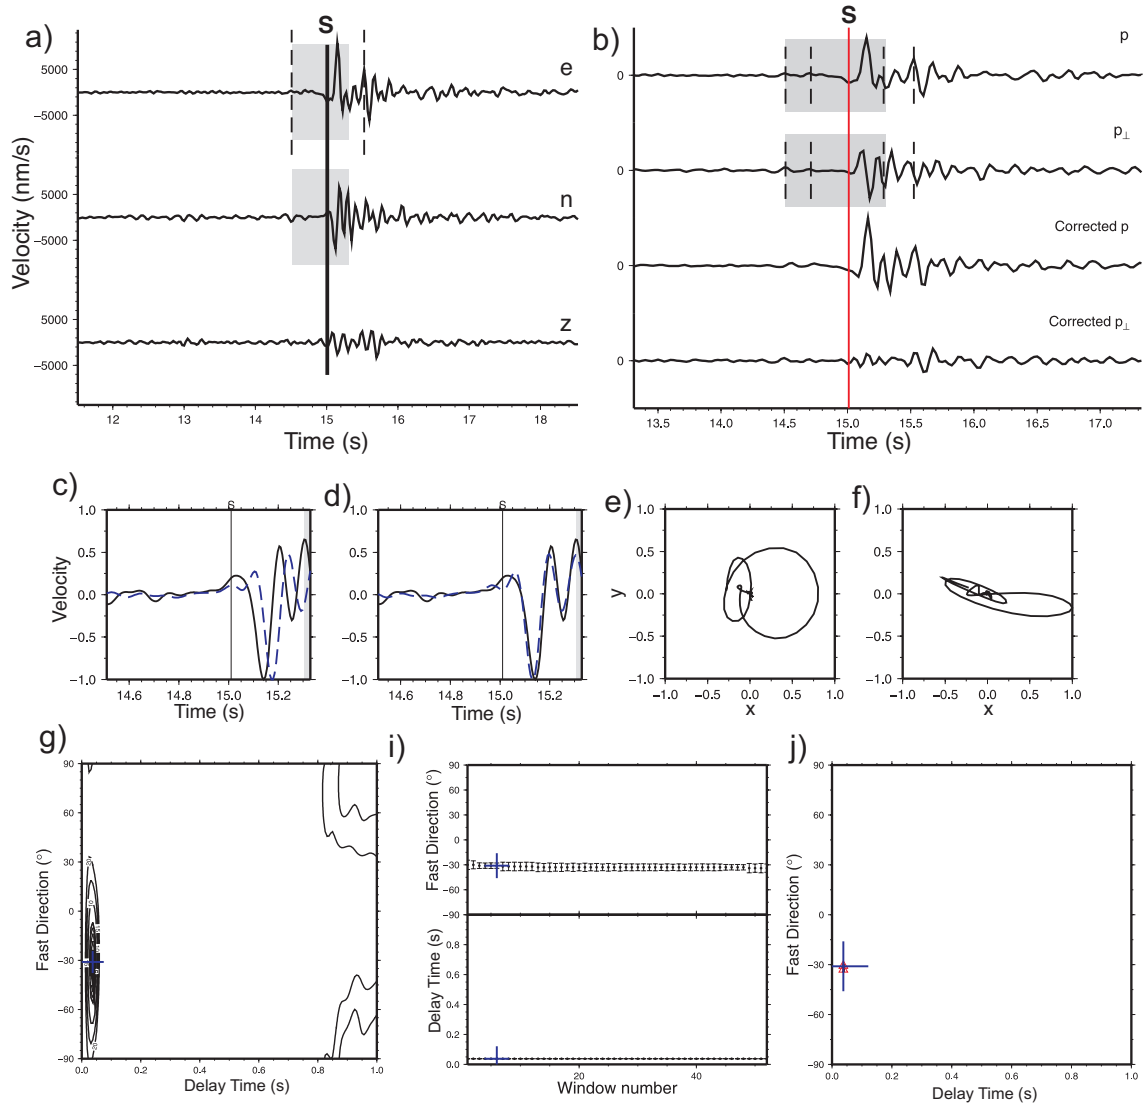 a)
S
e
n
z
5000
−5000
5000
−5000
5000
−5000
Velocity (nm/s)
12
13
14
15
16
17
18
Time (s)
b)
S
p
p⊥
Corrected p
Corrected p⊥
0
0
0
0
13.5
14.0
14.5
15.0
15.5
16.0
16.5
17.0
Time (s)
c)
S
1.0
0.5
0.0
−0.5
−1.0
Velocity
14.6
14.8
15.0
15.2
Time (s)
d)
S
1.0
0.5
0.0
−0.5
−1.0
14.6
14.8
15.0
15.2
Time (s)
e)
1.0
0.5
0.0
−0.5
−1.0
y
−1.0
−0.5
0.0
0.5
1.0
x
f)
1.0
0.5
0.0
−0.5
−1.0
−1.0
−0.5
0.0
0.5
1.0
x
g)
90
60
30
0
−30
−60
−90
Fast Direction (°)
0.0
0.2
0.4
0.6
0.8
1.0
Delay Time (s)
i)
90
60
30
0
−30
−60
−90
Fast Direction (°)
0.8
0.6
0.4
0.2
0.0
Delay Time (s)
20
40
Window number
j)
90
60
30
0
−30
−60
−90
Fast Direction (°)
0.0
0.2
0.4
0.6
0.8
1.0
Delay Time (s)